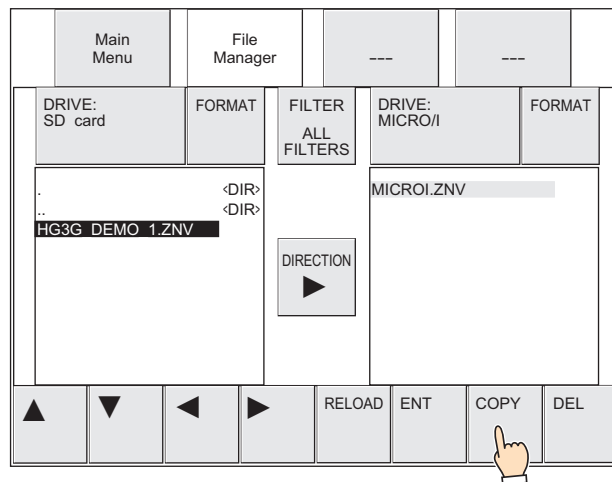 Main
Menu
File
Manager
---
---
DRIVE:
SD card
FORMAT
FILTER
ALL
FILTERS
DRIVE:
MICRO/I
FORMAT
. <DIR>
.. <DIR>
HG3G DEMO 1.ZNV
MICROI.ZNV
DIRECTION
RELOAD
ENT
COPY
DEL